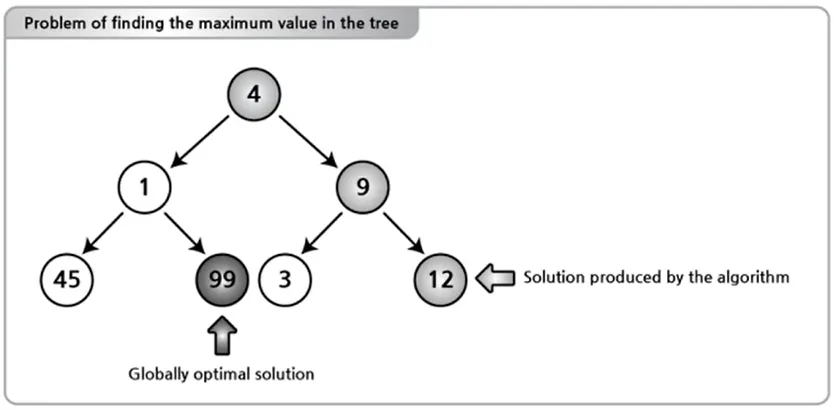 Problem of finding the maximum value in the tree
4
1
9
45
99
3
12
Solution produced by the algorithm
Globally optimal solution